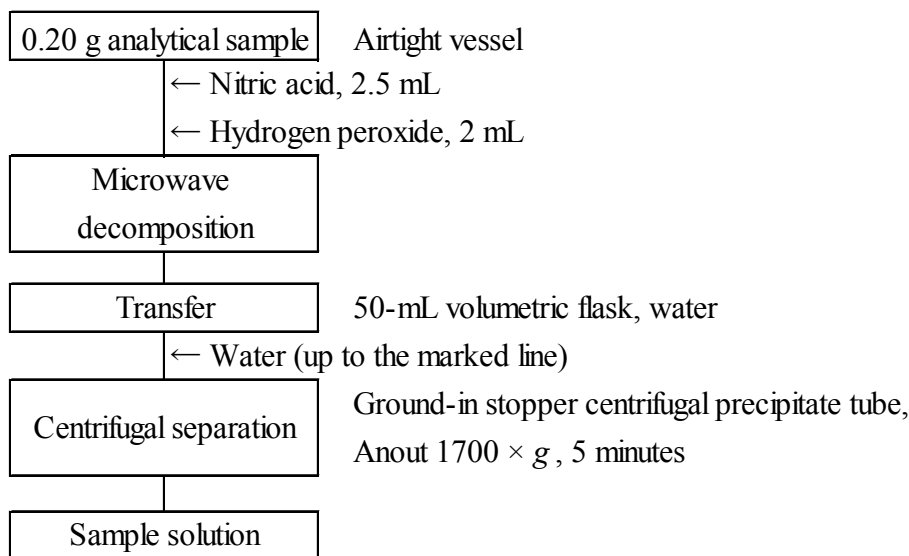 0.20 g analytical sample Airtight vessel
← Nitric acid, 2.5 mL
← Hydrogen peroxide, 2 mL
Microwave
decomposition
Transfer 50-mL volumetric flask, water
← Water (up to the marked line)
Centrifugal separation
Ground-in stopper centrifugal precipitate tube,
Anout 1700 × g , 5 minutes
Sample solution